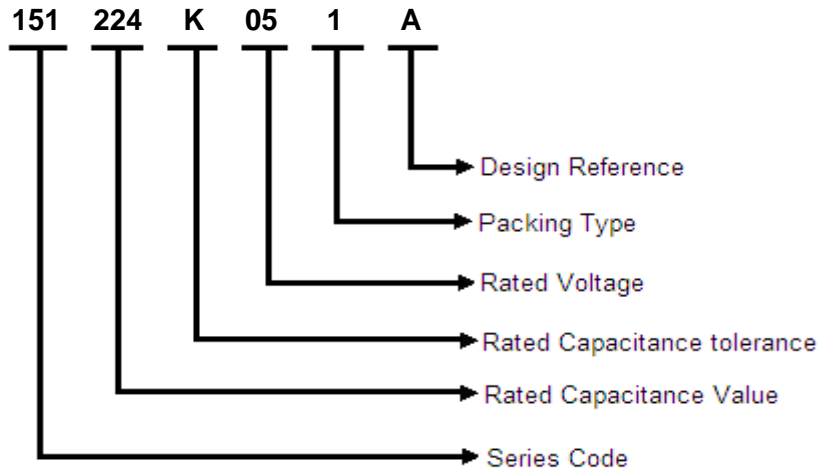 151 224 K 05 1 A
Design Reference
Packing Type
Rated Voltage
Rated Capacitance tolerance
Rated Capacitance Value
Series Code